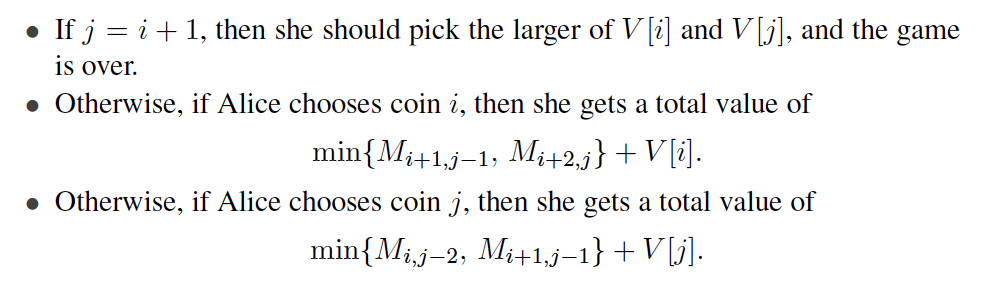 • If j = i + 1, then she should pick the larger of V[i] and V[j], and the game
is over.
• Otherwise, if Alice chooses coin i, then she gets a total value of
min{M_{i+1,j−1}, M_{i+2,j}} + V[i].
• Otherwise, if Alice chooses coin j, then she gets a total value of
min{M_{i,j−2}, M_{i+1,j−1}} + V[j].